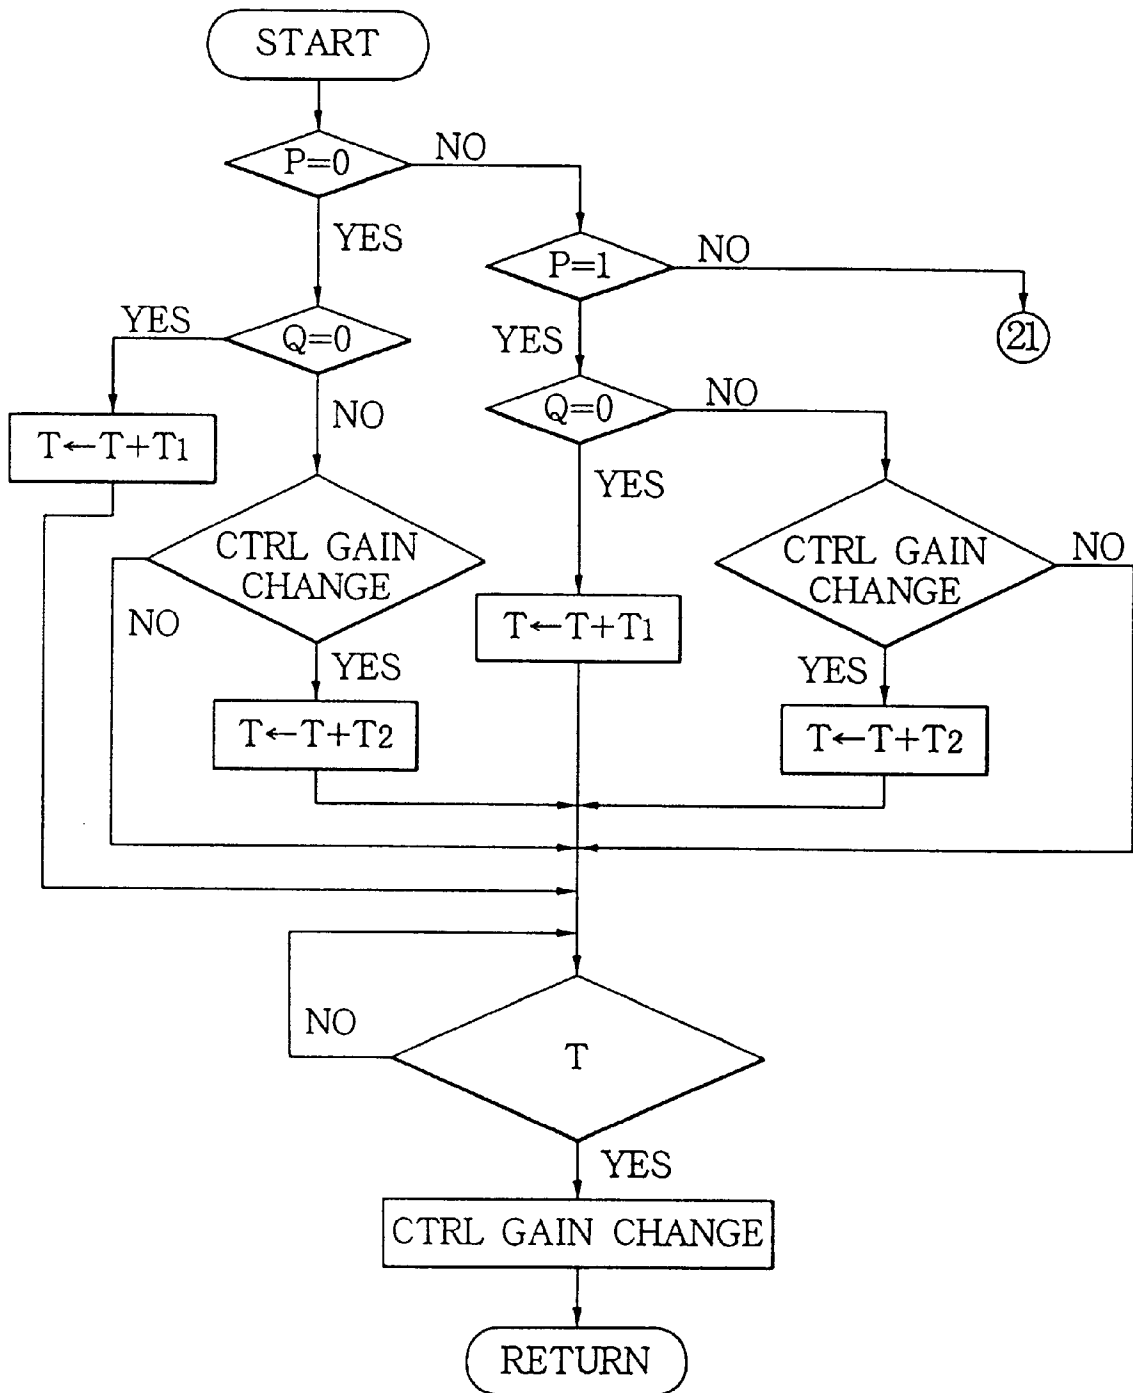 START
P=0
NO
YES
P=1
NO
YES
Q=0
YES
21
Q=0
NO
NO
T←T+T1
YES
CTRL GAIN
CHANGE
CTRL GAIN
CHANGE
NO
NO
T←T+T1
YES
YES
T←T+T2
T←T+T2
NO
T
YES
CTRL GAIN CHANGE
RETURN